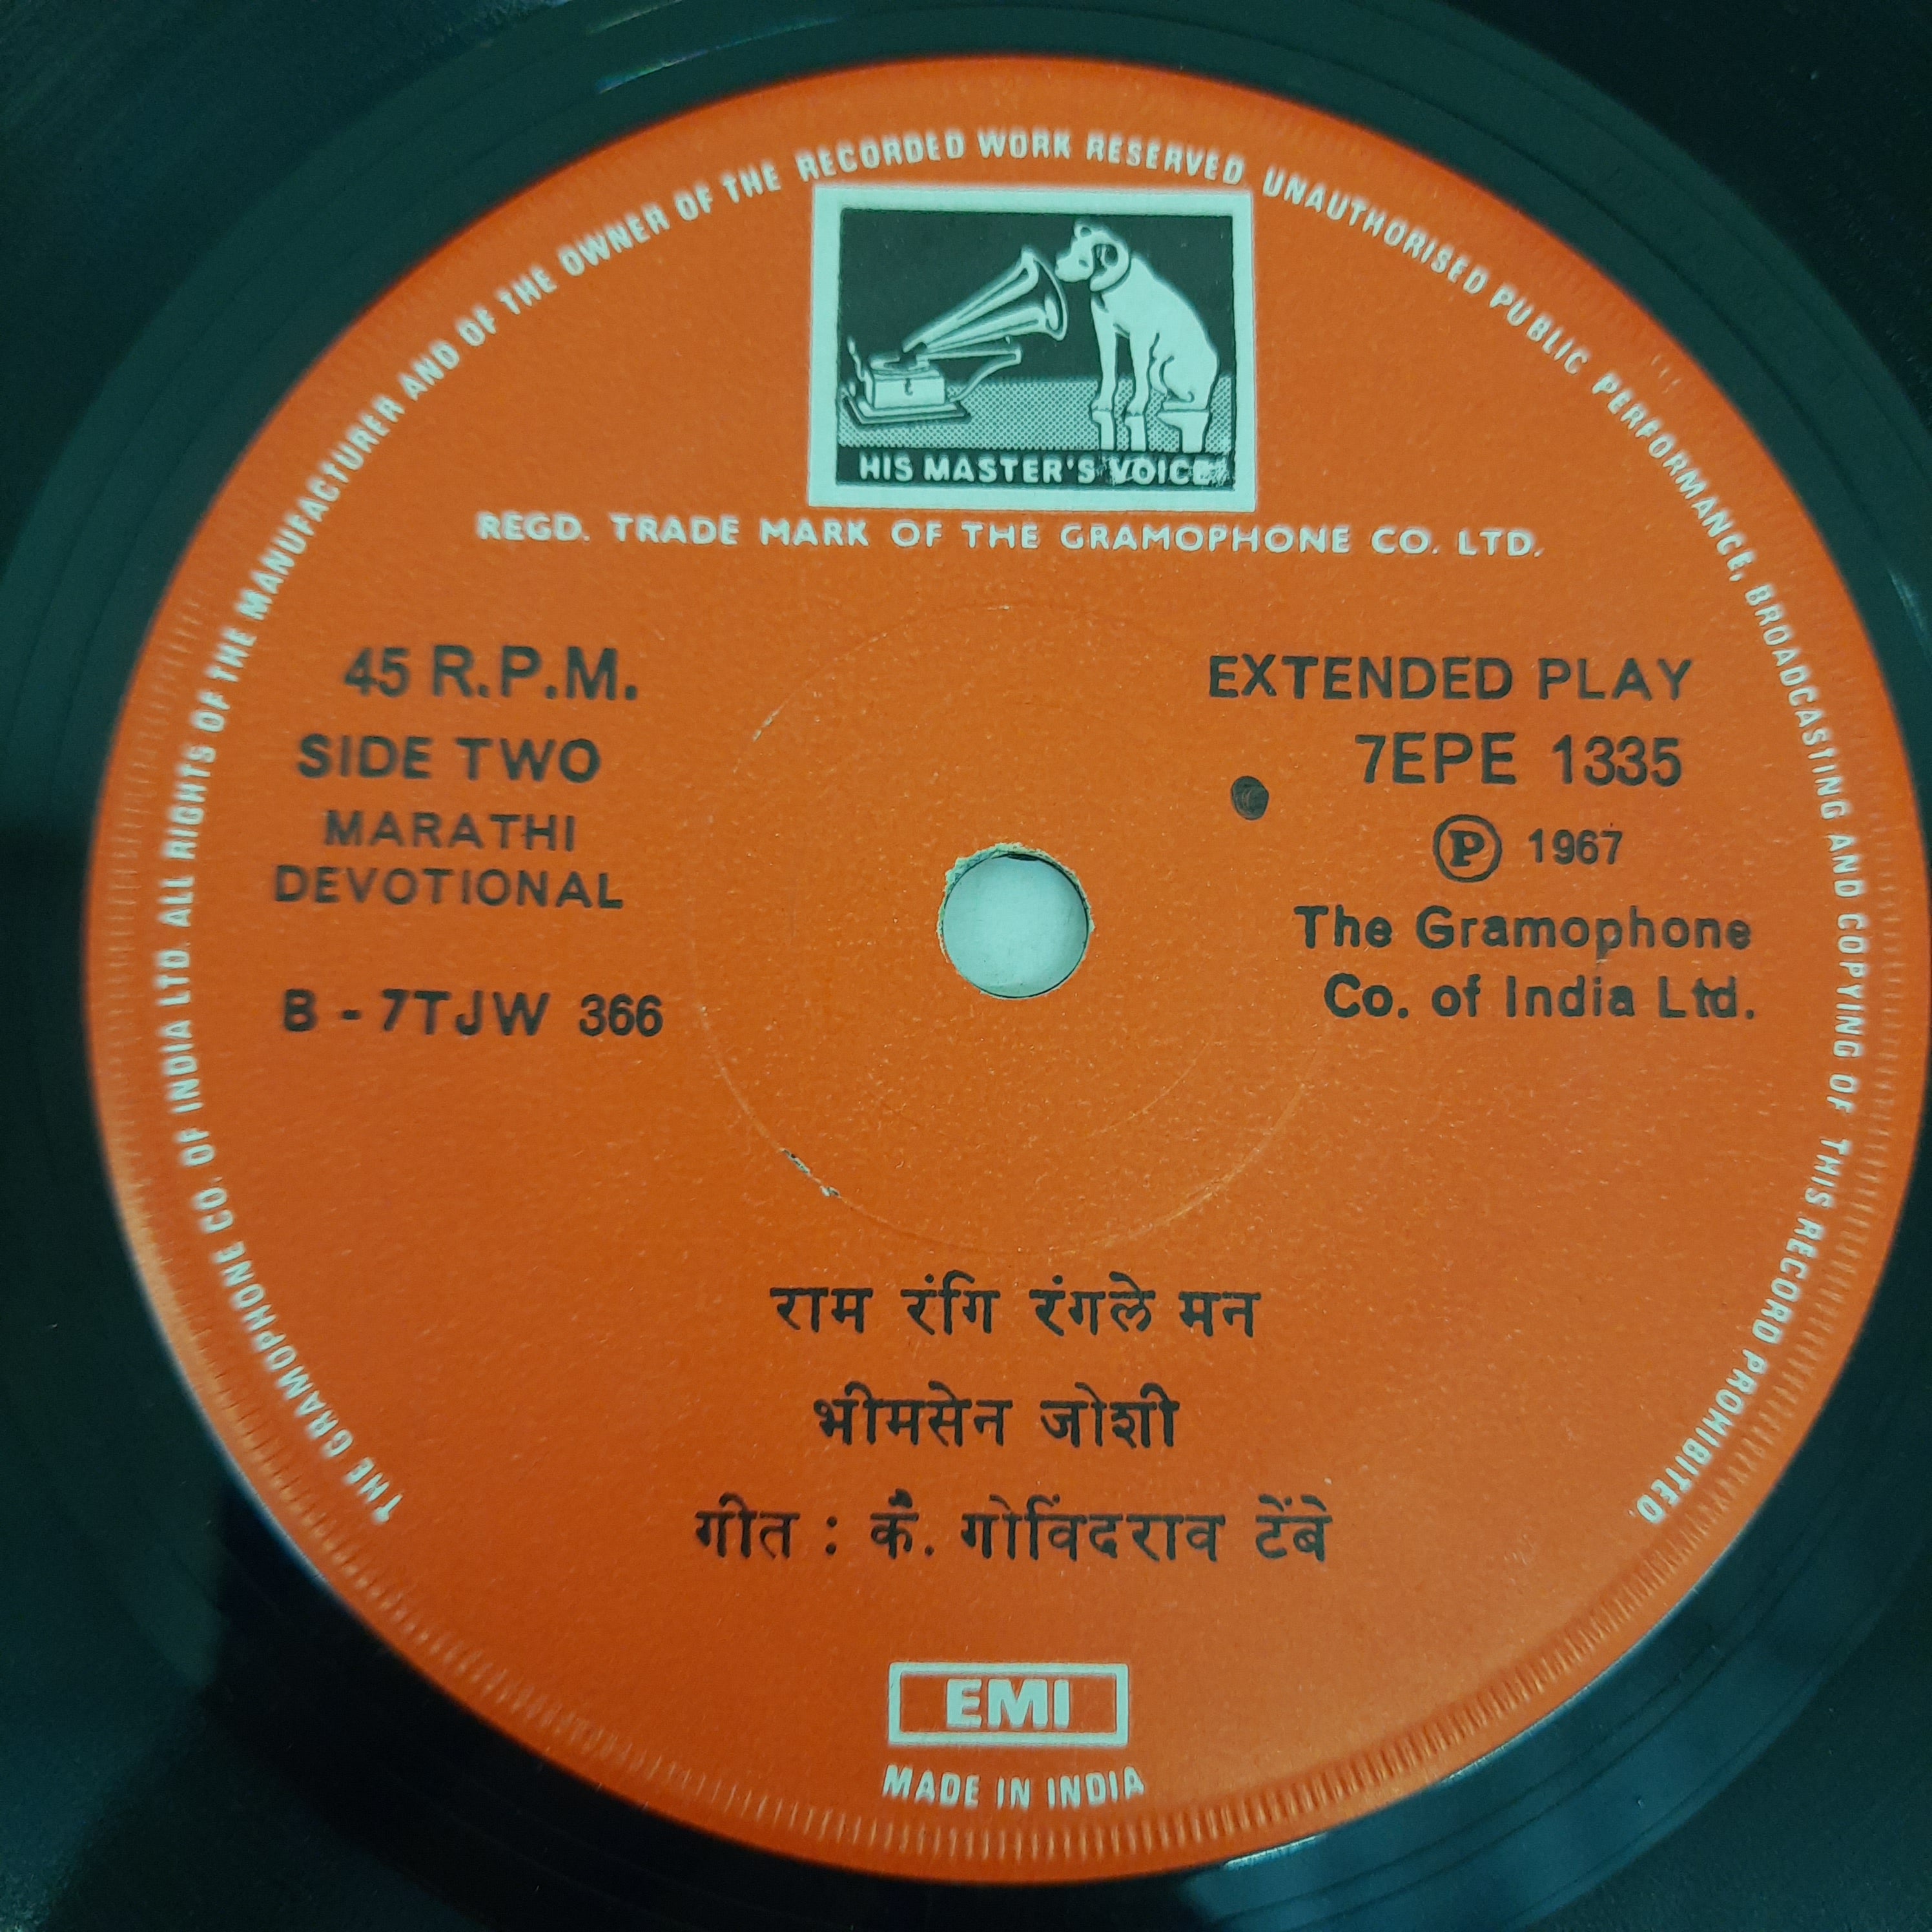 THE GRAMOPHONE CO. OF INDIA LTD. ALL RIGHTS OF THE MANUFACTURER AND OF THE OWNER OF THE RECORDED WORK RESERVED UNAUTHORISED PUBLIC PERFORMANCE, BROADCASTING AND COPYING OF THIS RECORD PROHIBITED.
HIS MASTER'S VOICE
REGD. TRADE MARK OF THE GRAMOPHONE CO. LTD.
45 R.P.M.
SIDE TWO
MARATHI
DEVOTIONAL
B - 7TJW 366
EXTENDED PLAY
7EPE 1335
Ⓟ 1967
The Gramophone
Co. of India Ltd.
राम रंगि रंगले मन
भीमसेन जोशी
गीत : कै. गोविंदराव टेंबे
EMI
MADE IN INDIA